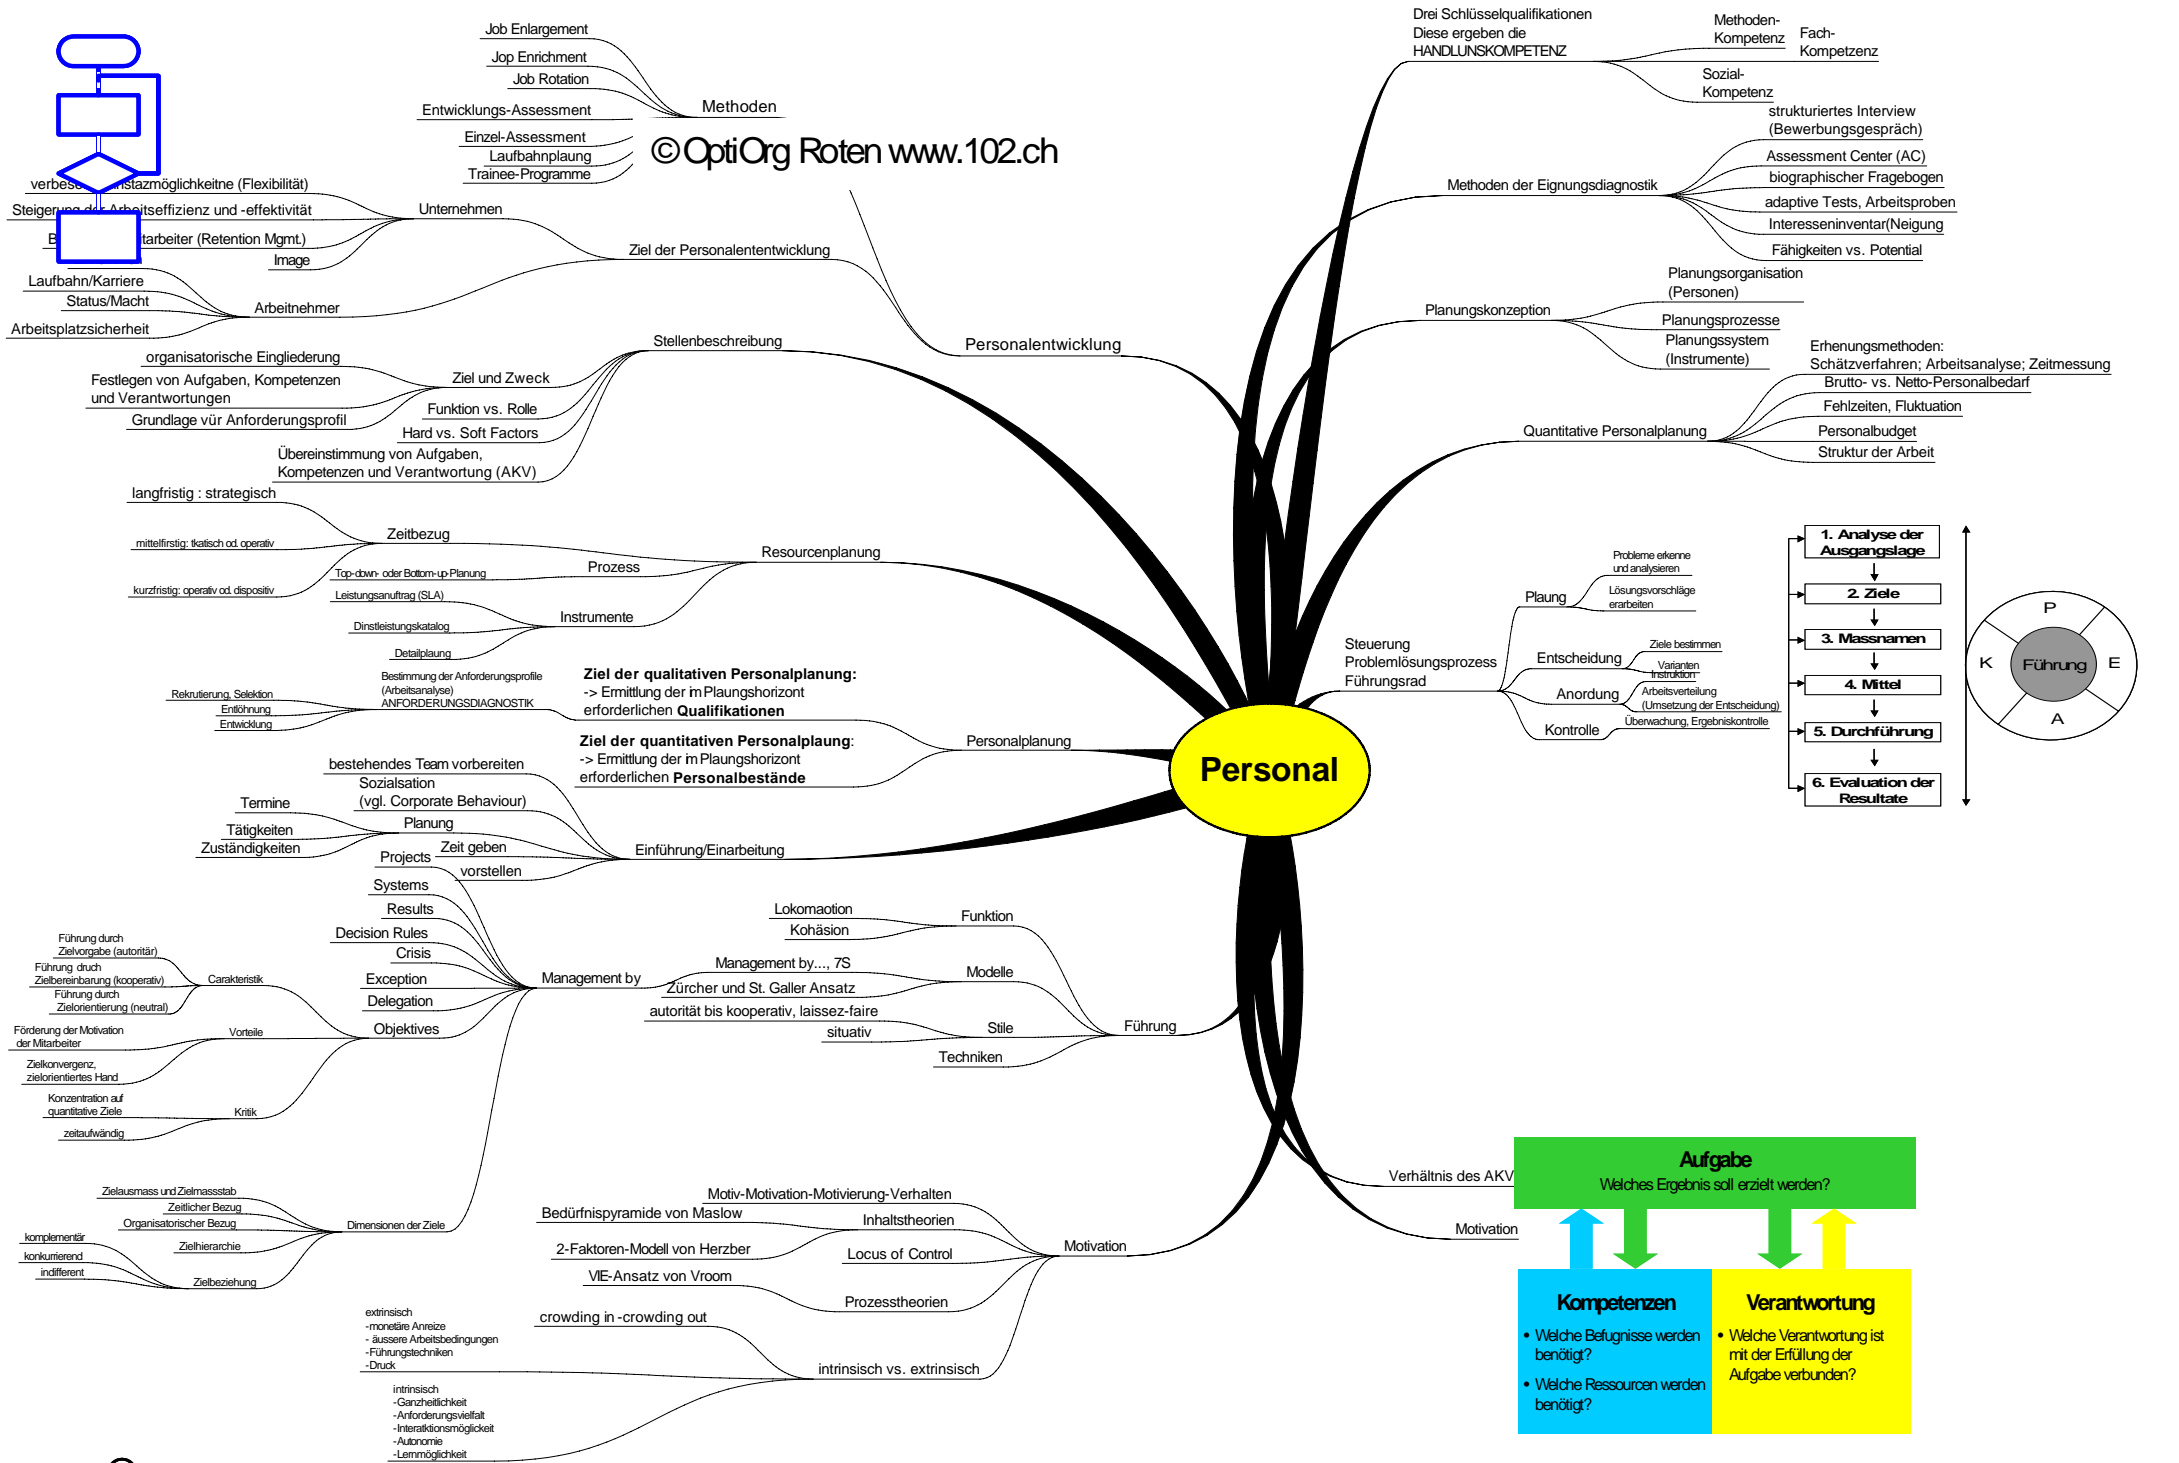 Job Enlargement
Jop Enrichment
Job Rotation
Entwicklungs-Assessment
Einzel-Assessment
Laufbahnplaung
Trainee-Programme
Methoden
© OptiOrg Roten www.102.ch
Unternehmen
(Flexibilität)
Steigerung der Arbeitseffizienz und -effektivität
(Retention Mgmt.)
Image
Ziel der Personalententwicklung
Laufbahn/Karriere
Status/Macht
Arbeitsplatzsicherheit
Arbeitnehmer
Personalentwicklung
Stellenbeschreibung
organisatorische Eingliederung
Festlegen von Aufgaben, Kompetenzen
und Verantwortungen
Grundlage vür Anforderungsprofil
Ziel und Zweck
Funktion vs. Rolle
Hard vs. Soft Factors
Übereinstimmung von Aufgaben,
Kompetenzen und Verantwortung (AKV)
langfristig : strategisch
mittelfirstig: tkatisch od. operativ
kurzfristig: operativ od. dispositiv
Zeitbezug
Resourcenplanung
Top-down- oder Bottom-up-Planung
Prozess
Leistungsanuftrag (SLA)
Dinstleistungskatalog
Detailplaung
Instrumente
Rekrutierung, Selektion
Entlöhnung
Entwicklung
Bestimmung der Anforderungsprofile
(Arbeitsanalyse)
ANFORDERUNGSDIAGNOSTIK
Ziel der qualitativen Personalplanung:
-> Ermittlung der im Plaungshorizont
erforderlichen Qualifikationen
Ziel der quantitativen Personalplaung:
-> Ermittlung der im Plaungshorizont
erforderlichen Personalbestände
Personalplanung
bestehendes Team vorbereiten
Sozialsation
(vgl. Corporate Behaviour)
Termine
Tätigkeiten
Zuständigkeiten
Planung
Zeit geben
vorstellen
Einführung/Einarbeitung
Projects
Systems
Results
Decision Rules
Crisis
Exception
Delegation
Objektives
Management by
Führung durch
Zielvorgabe (autoritär)
Führung druch
Zielbereinbarung (kooperativ)
Führung durch
Zielorientierung (neutral)
Carakteristik
Förderung der Motivation
der Mitarbeiter
Zielkonvergenz,
zielorientiertes Hand
Vorteile
Konzentration auf
quantitative Ziele
zeitaufwändig
Kritik
Zielausmass und Zielmassstab
Zeitlicher Bezug
Organisatorischer Bezug
Zielhierarchie
komplementär
konkurrierend
indifferent
Zielbeziehung
Dimensionen der Ziele
Lokomaotion
Kohäsion
Funktion
Management by..., 7S
Zürcher und St. Galler Ansatz
Modelle
autorität bis kooperativ, laissez-faire
situativ
Stile
Techniken
Führung
Motiv-Motivation-Motivierung-Verhalten
Bedürfnispyramide von Maslow
2-Faktoren-Modell von Herzber
Inhaltstheorien
Locus of Control
VIE-Ansatz von Vroom
Prozesstheorien
crowding in -crowding out
extrinsisch
-monetäre Anreize
- äussere Arbeitsbedingungen
-Führungstechniken
-Druck
intrinsisch
-Ganzheitlichkeit
-Anforderungsvielfalt
-Interatktionsmöglickeit
-Autonomie
-Lernmöglichkeit
intrinsisch vs. extrinsisch
Motivation
Personal
Drei Schlüsselqualifikationen
Diese ergeben die
HANDLUNSKOMPETENZ
Methoden-
Kompetenz
Fach-
Kompetzenz
Sozial-
Kompetenz
Methoden der Eignungsdiagnostik
strukturiertes Interview
(Bewerbungsgespräch)
Assessment Center (AC)
biographischer Fragebogen
adaptive Tests, Arbeitsproben
Interesseninventar(Neigung
Fähigkeiten vs. Potential
Planungskonzeption
Planungsorganisation
(Personen)
Planungsprozesse
Planungssystem
(Instrumente)
Quantitative Personalplanung
Erhenungsmethoden:
Schätzverfahren; Arbeitsanalyse; Zeitmessung
Brutto- vs. Netto-Personalbedarf
Fehlzeiten, Fluktuation
Personalbudget
Struktur der Arbeit
Steuerung
Problemlösungsprozess
Führungsrad
Plaung
Probleme erkenne
und analysieren
Lösungsvorschläge
erarbeiten
Entscheidung
Ziele bestimmen
Varianten
Anordung
Instruktion
Arbeitsverteilung
(Umsetzung der Entscheidung)
Kontrolle
Überwachung, Ergebniskontrolle
1. Analyse der
Ausgangslage
2. Ziele
3. Massnamen
4. Mittel
5. Durchführung
6. Evaluation der
Resultate
P
K
Führung
E
A
Verhältnis des AKV
Motivation
Aufgabe
Welches Ergebnis soll erzielt werden?
Kompetenzen
• Welche Befugnisse werden
benötigt?
• Welche Ressourcen werden
benötigt?
Verantwortung
• Welche Verantwortung ist
mit der Erfüllung der
Aufgabe verbunden?